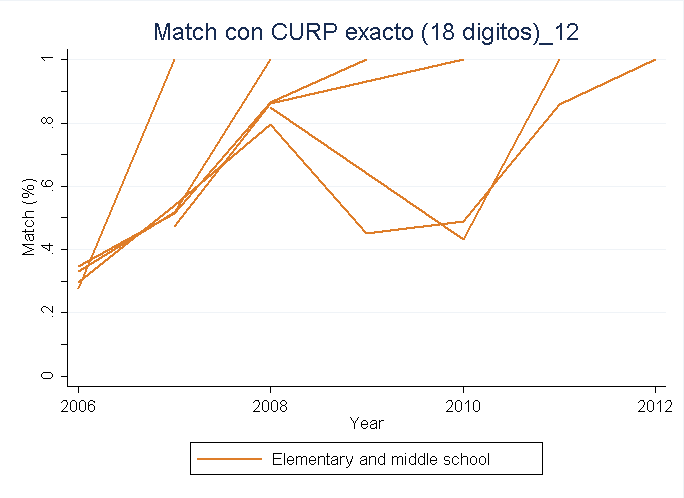 Match con CURP exacto (18 digitos)_12
Match (%)
1
.8
.6
.4
.2
0
2006
2008
2010
2012
Year
Elementary and middle school